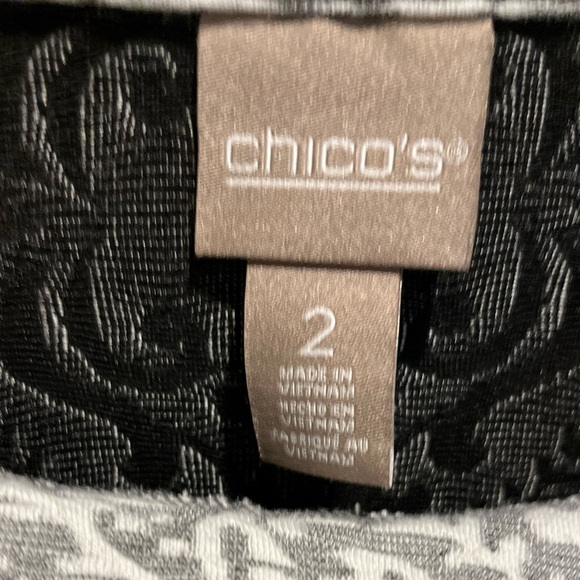 chico's®
2
MADE IN
VIETNAM
HECHO EN
VIETNAM
FABRIQUÉ AU
VIETNAM